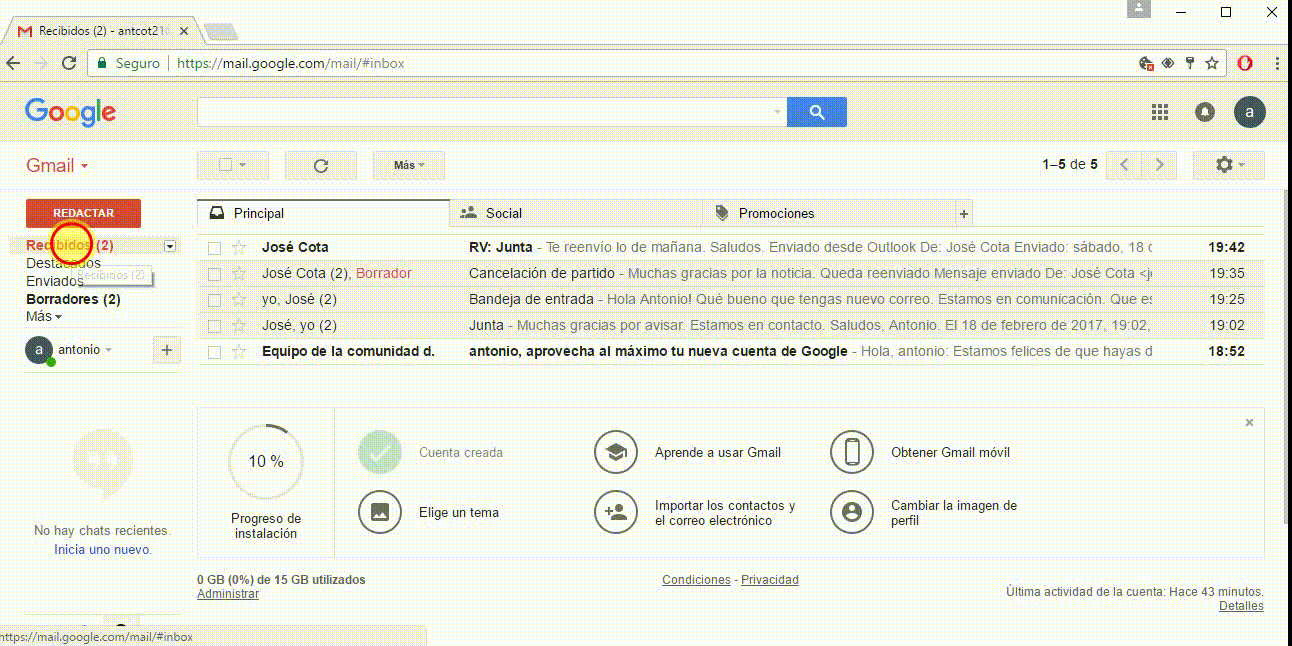 Recibidos (2) - antcot210
Seguro https://mail.google.com/mail/#inbox
Google
a
Gmail
Más
1–5 de 5
REDACTAR
Principal
Social
Promociones
Recibidos (2)
Destacados
Recibidos (2)
Enviados
Borradores (2)
Más
a antonio
José Cota RV: Junta - Te reenvío lo de mañana. Saludos. Enviado desde Outlook De: José Cota Enviado: sábado, 18 d 19:42
José Cota (2), Borrador Cancelación de partido - Muchas gracias por la noticia. Queda reenviado Mensaje enviado De: José Cota <j 19:35
yo, José (2) Bandeja de entrada - Hola Antonio! Qué bueno que tengas nuevo correo. Estamos en comunicación. Que es 19:25
José, yo (2) Junta - Muchas gracias por avisar. Estamos en contacto. Saludos, Antonio. El 18 de febrero de 2017, 19:02, 19:02
Equipo de la comunidad d. antonio, aprovecha al máximo tu nueva cuenta de Google - Hola, antonio: Estamos felices de que hayas d 18:52
No hay chats recientes.
Inicia uno nuevo.
10 %
Progreso de
instalación
Cuenta creada
Aprende a usar Gmail
Obtener Gmail móvil
Elige un tema
Importar los contactos y
el correo electrónico
Cambiar la imagen de
perfil
0 GB (0%) de 15 GB utilizados
Administrar
Condiciones - Privacidad
Última actividad de la cuenta: Hace 43 minutos.
Detalles
https://mail.google.com/mail/#inbox